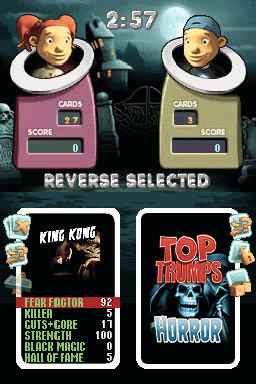 2:57
CARDS
27
SCORE
0
CARDS
3
SCORE
0
REVERSE SELECTED
KING KONG
FEAR FACTOR 92
KILLER 5
GUTS+GORE 17
STRENGTH 100
BLACK MAGIC 0
HALL OF FAME 5
TOP
TRUMPS
HORROR